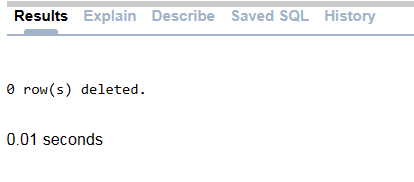 Results Explain Describe Saved SQL History
0 row(s) deleted.
0.01 seconds